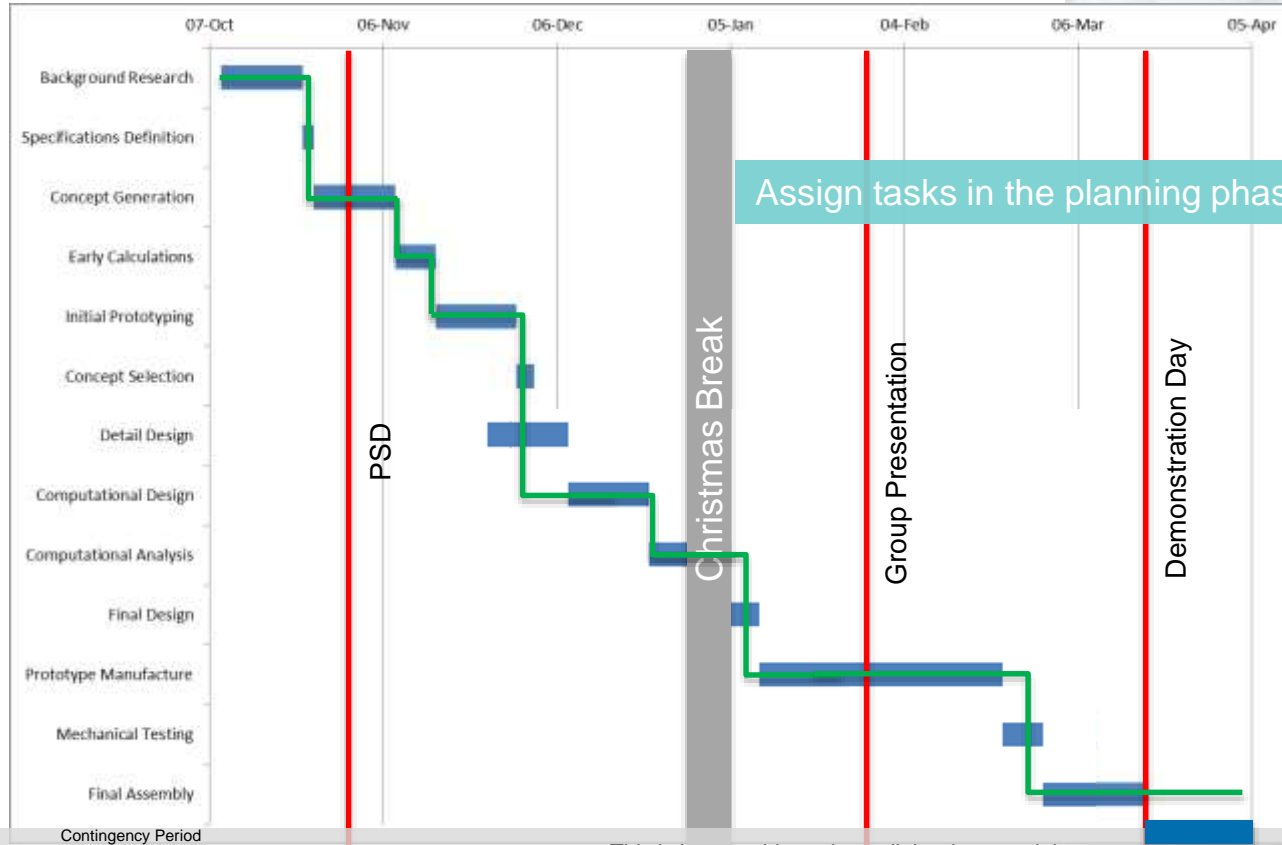 07-Oct 06-Nov 06-Dec 05-Jan 04-Feb 06-Mar 05-Apr
Background Research
Specifications Definition
Concept Generation
Assign tasks in the planning phas
Early Calculations
Initial Prototyping
Concept Selection
Detail Design
Computational Design
Computational Analysis
Final Design
Prototype Manufacture
Mechanical Testing
Final Assembly
PSD
Christmas Break
Group Presentation
Demonstration Day
Contingency Period